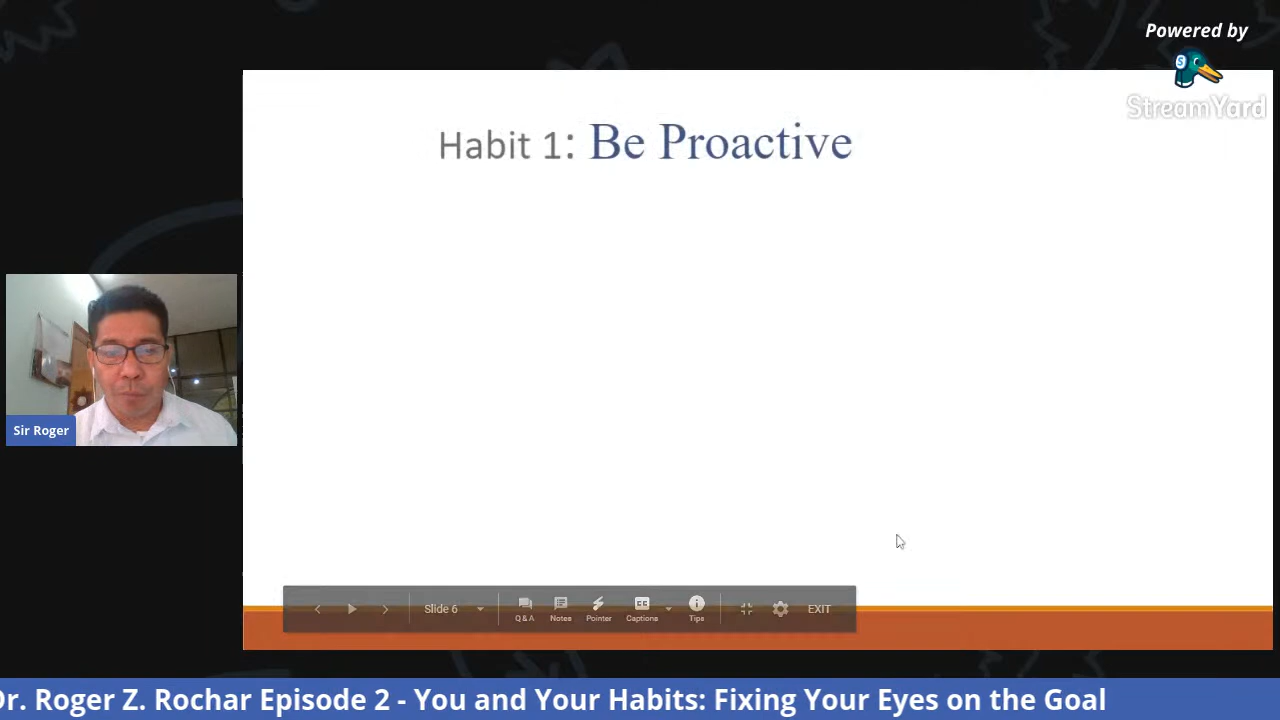 Powered by
StreamYard
Habit 1: Be Proactive
Sir Roger
Slide 6
Q & A
Notes
Pointer
CC
Captions
Tips
EXIT
Dr. Roger Z. Rochar Episode 2 - You and Your Habits: Fixing Your Eyes on the Goal